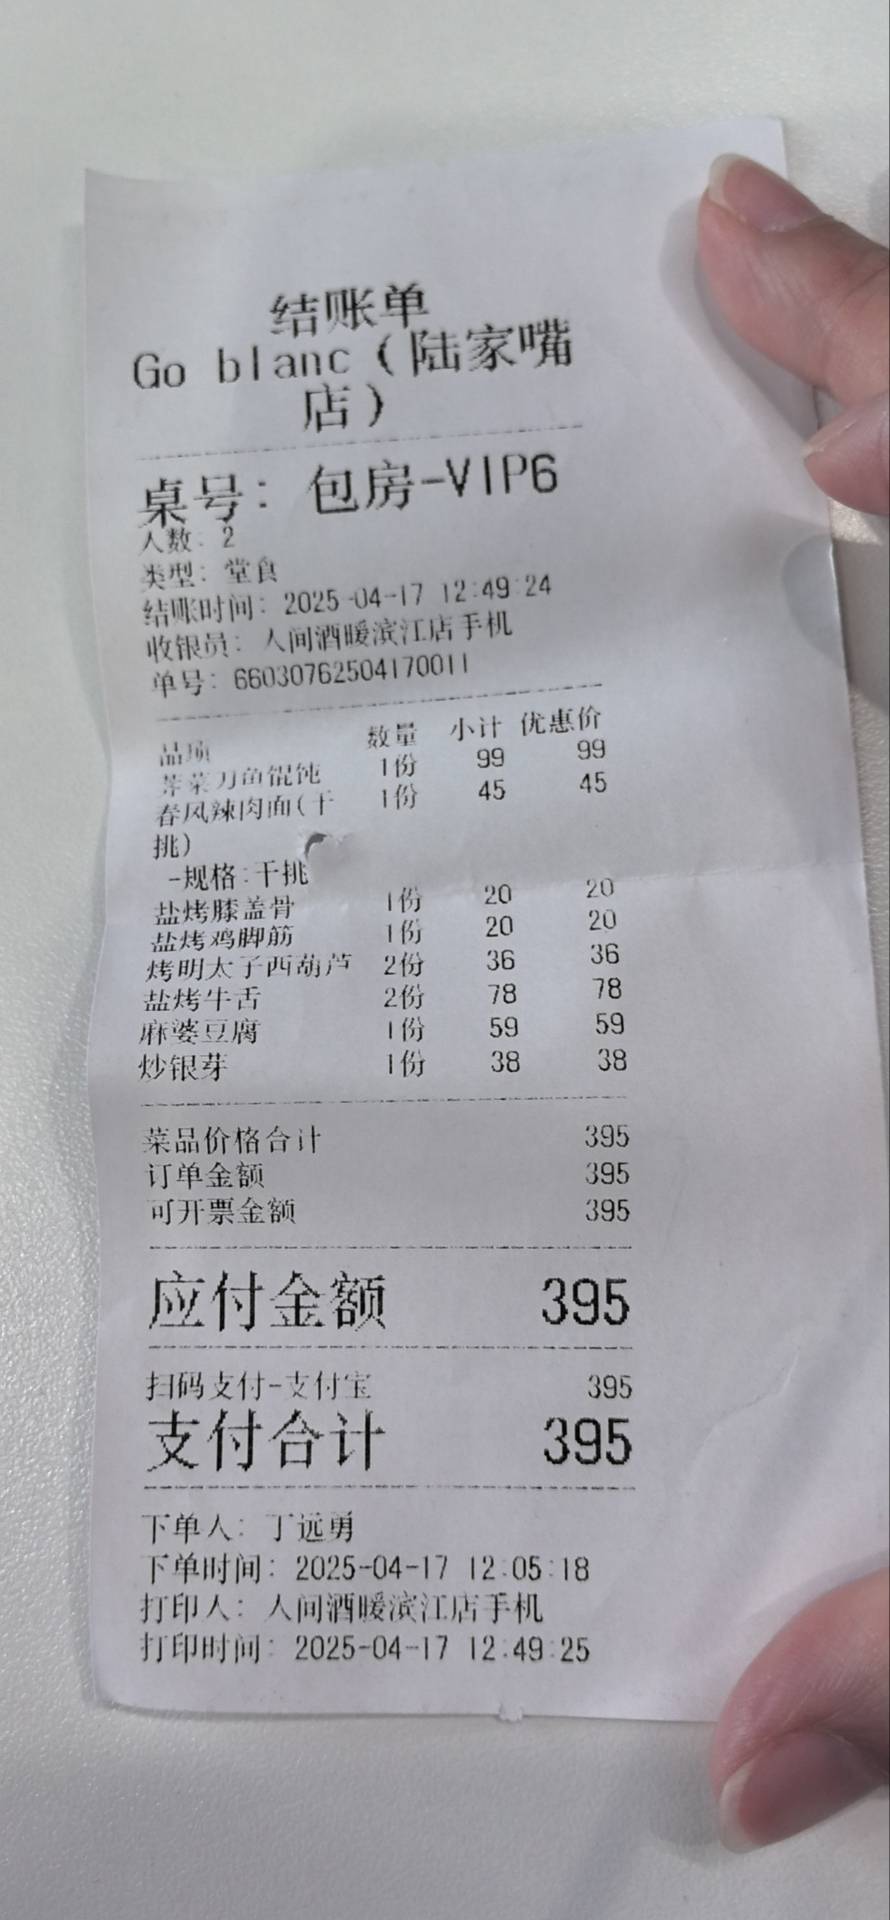 结账单
Go blanc（陆家嘴
店）
桌号：包房-VIP6
人数：2
类型：堂食
结账时间：2025-04-17 12:49:24
收银员：人间酒暖滨江店手机
单号：66030762504170011
品项 数量 小计 优惠价
荠菜刀鱼馄饨 1份 99 99
春风辣肉面(干 1份 45 45
挑)
-规格:干挑
盐烤膝盖骨 1份 20 20
盐烤鸡脚筋 1份 20 20
烤明太子西葫芦 2份 36 36
盐烤牛舌 2份 78 78
麻婆豆腐 1份 59 59
炒银芽 1份 38 38
菜品价格合计 395
订单金额 395
可开票金额 395
应付金额 395
扫码支付-支付宝 395
支付合计 395
下单人：丁远勇
下单时间：2025-04-17 12:05:18
打印人：人间酒暖滨江店手机
打印时间：2025-04-17 12:49:25